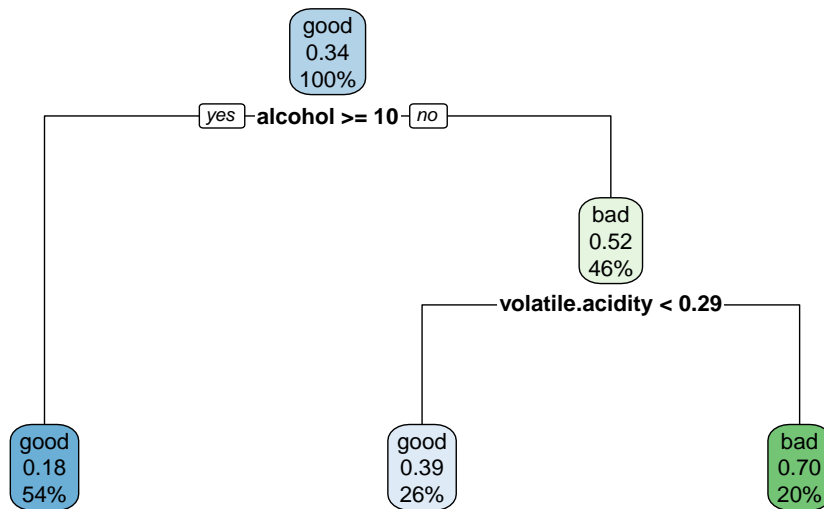 good
0.34
100%
yes alcohol >= 10 no
bad
0.52
46%
volatile.acidity < 0.29
good
0.18
54%
good
0.39
26%
bad
0.70
20%